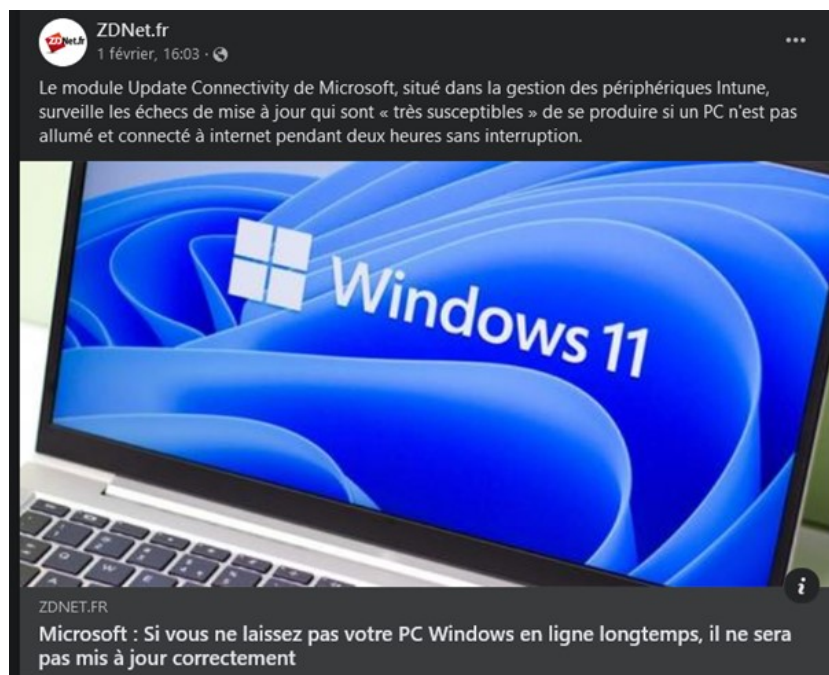 ZDNet.fr
ZDNet.fr
1 février, 16:03
Le module Update Connectivity de Microsoft, situé dans la gestion des périphériques Intune,
surveille les échecs de mise à jour qui sont « très susceptibles » de se produire si un PC n'est pas
allumé et connecté à internet pendant deux heures sans interruption.
Windows 11
ZDNET.FR
Microsoft : Si vous ne laissez pas votre PC Windows en ligne longtemps, il ne sera
pas mis à jour correctement